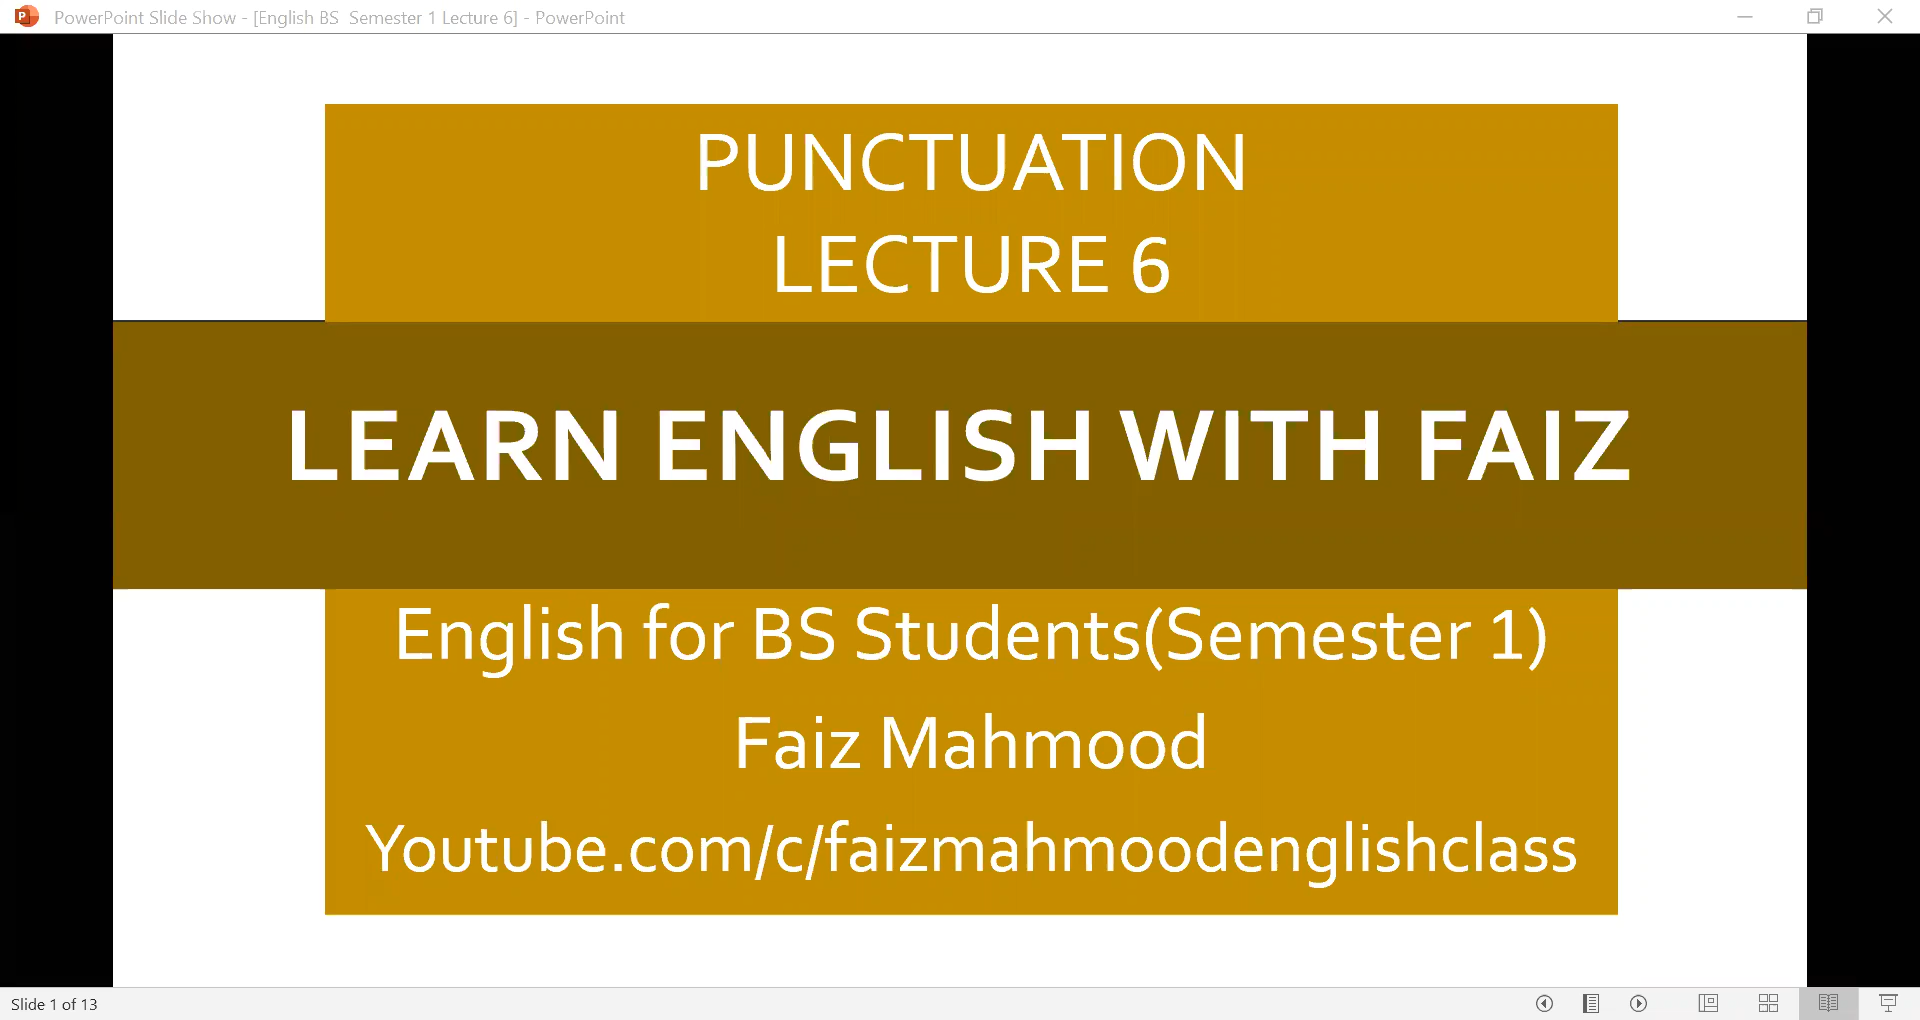 PowerPoint Slide Show - [English BS  Semester 1 Lecture 6] - PowerPoint
PUNCTUATION
LECTURE 6
LEARN ENGLISH WITH FAIZ
English for BS Students(Semester 1)
Faiz Mahmood
Youtube.com/c/faizmahmoodenglishclass
Slide 1 of 13